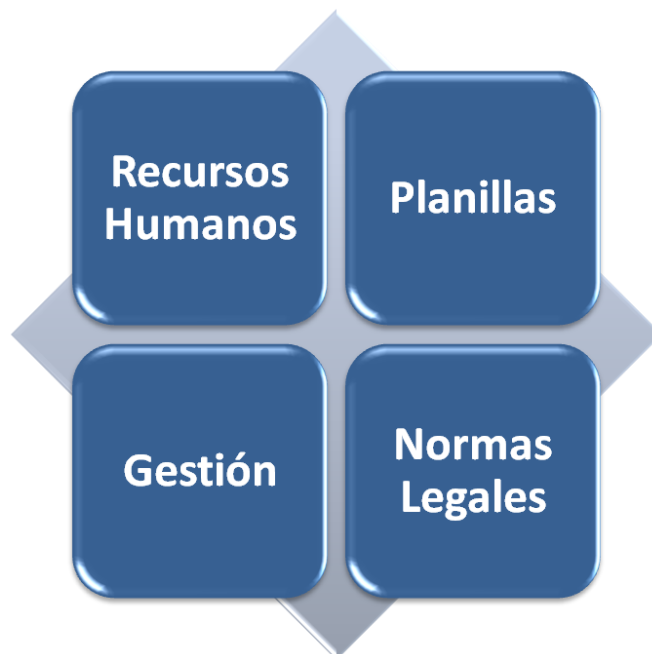 Recursos
Humanos
Planillas
Gestión
Normas
Legales